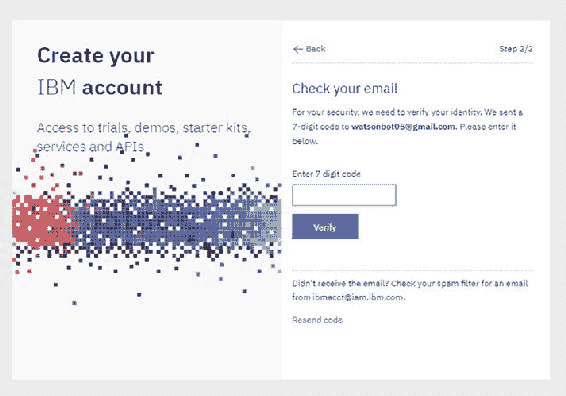 Create your
IBM account
Access to trials, demos, starter kits,
services and APIs
← Back
Step 2/2
Check your email
For your security, we need to verify your identity. We sent a
7-digit code to watsonbot05@gmail.com. Please enter it
below.
Enter 7 digit code
Verify
Didn't receive the email? Check your spam filter for an email
from ibmacct@iam.ibm.com.
Resend code